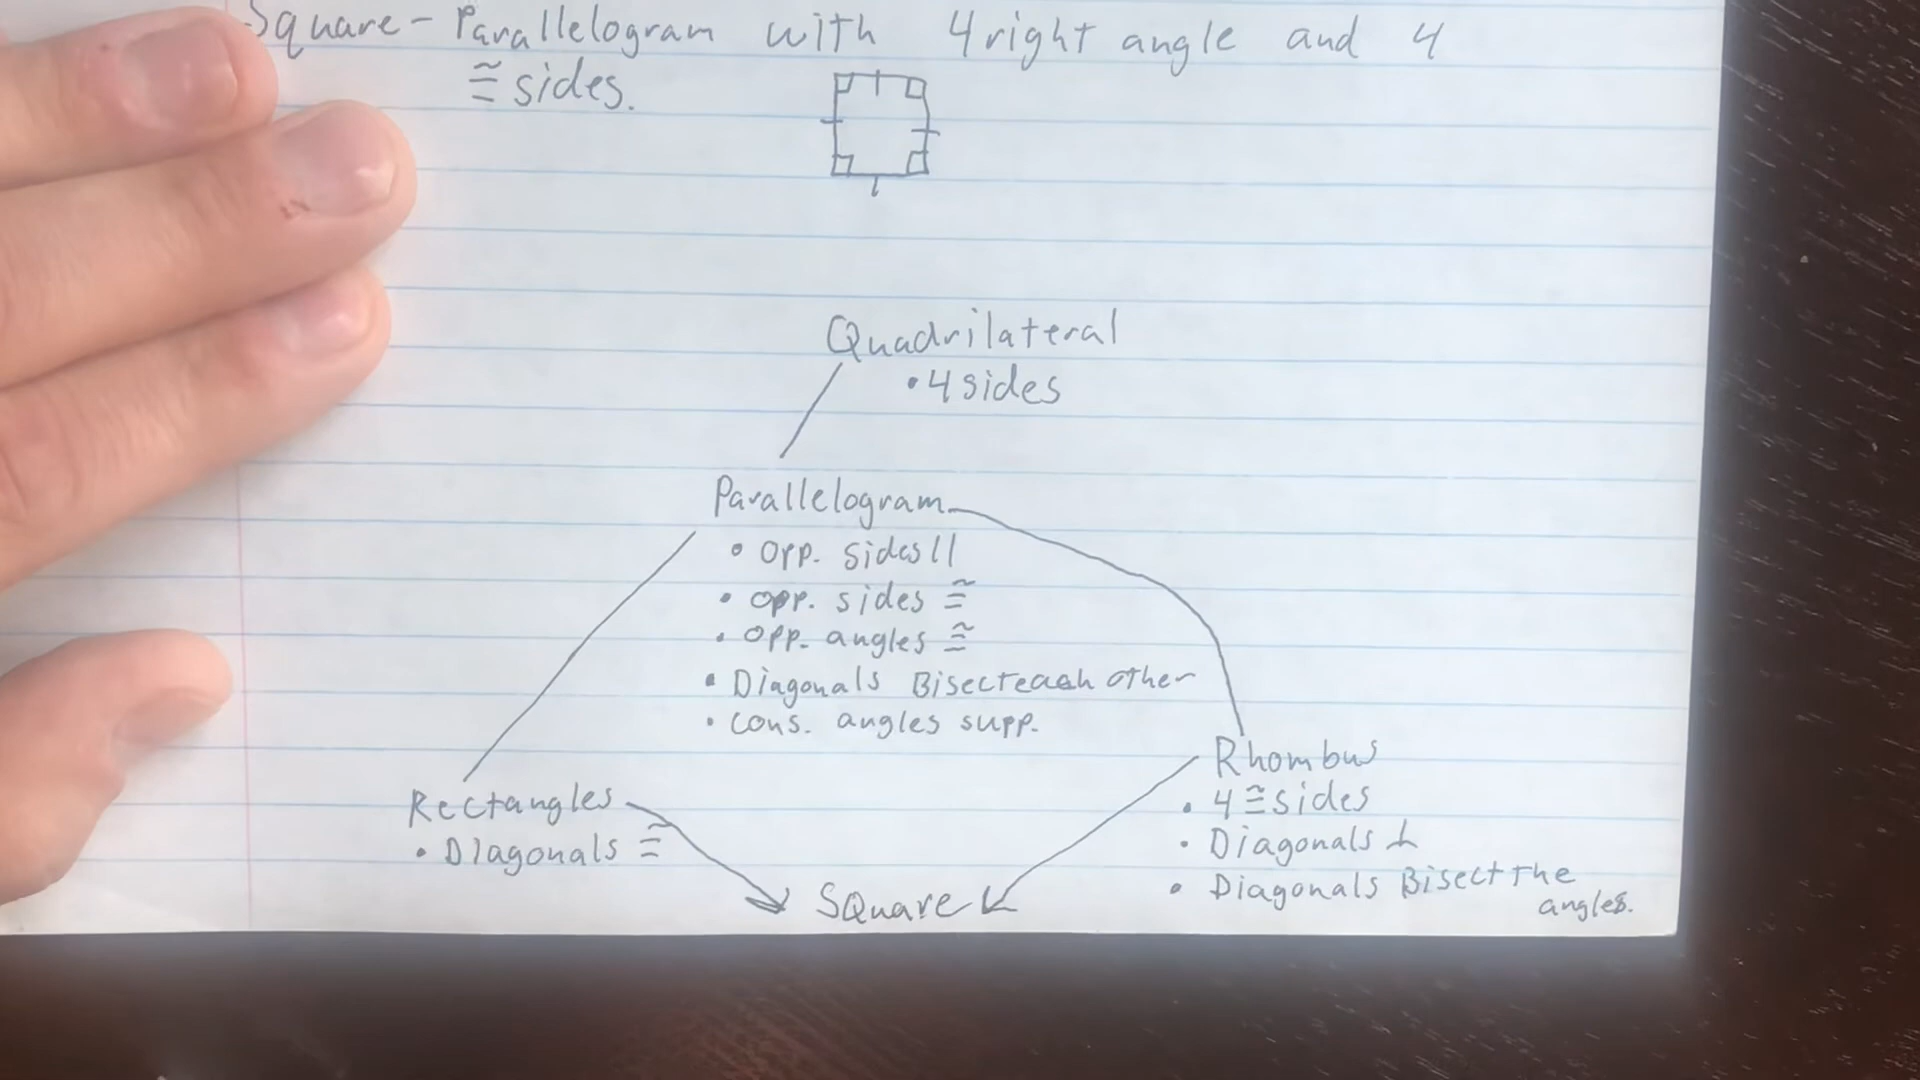 Square - Parallelogram with 4 right angle and 4
≅ sides.
Quadrilateral
• 4 sides
Parallelogram
• Opp. sides ||
• opp. sides ≅
• Opp. angles ≅
• Diagonals Bisect each other
• cons. angles supp.
Rhombus
• 4 ≅ sides
• Diagonals ⊥
• Diagonals Bisect the
angles.
Rectangles
• Diagonals ≅
Square